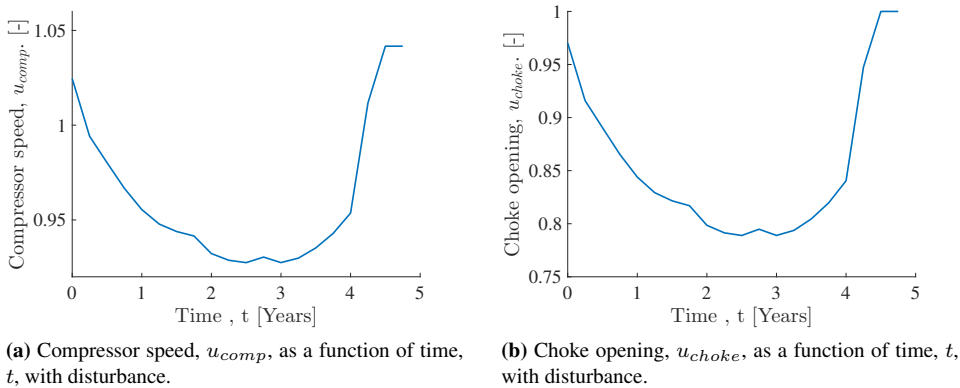 1.05
1
0.95
0 1 2 3 4 5
Compressor speed, u_comp. [-]
Time , t [Years]
1
0.95
0.9
0.85
0.8
0.75
0 1 2 3 4 5
Choke opening, u_choke. [-]
Time , t [Years]
(a) Compressor speed, u_comp, as a function of time,
t, with disturbance.
(b) Choke opening, u_choke, as a function of time, t,
with disturbance.